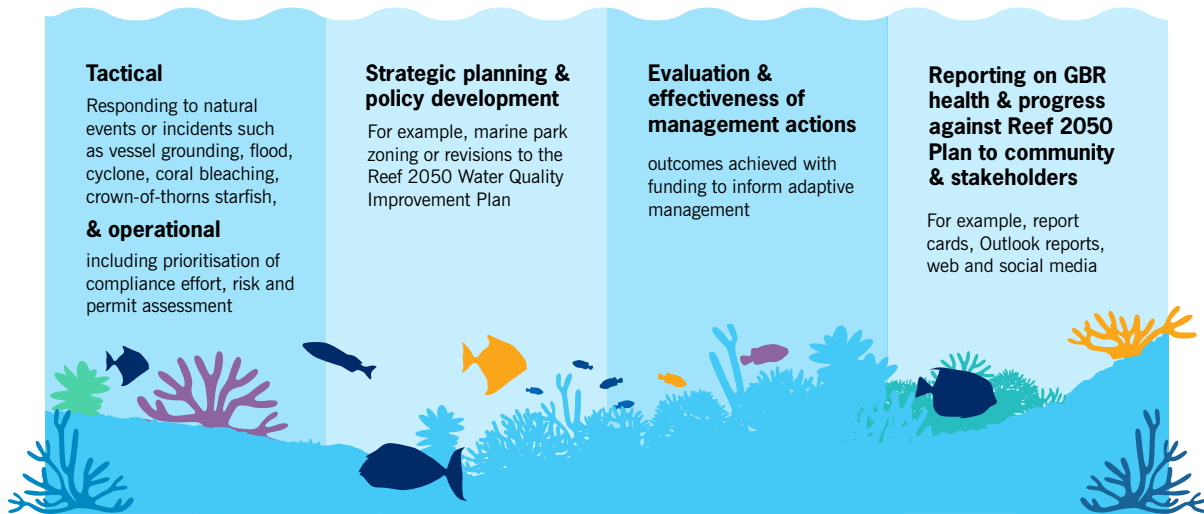 Tactical
Responding to natural
events or incidents such
as vessel grounding, flood,
cyclone, coral bleaching,
crown-of-thorns starfish,
& operational
including prioritisation of
compliance effort, risk and
permit assessment
Strategic planning &
policy development
For example, marine park
zoning or revisions to the
Reef 2050 Water Quality
Improvement Plan
Evaluation &
effectiveness of
management actions
outcomes achieved with
funding to inform adaptive
management
Reporting on GBR
health & progress
against Reef 2050
Plan to community
& stakeholders
For example, report
cards, Outlook reports,
web and social media